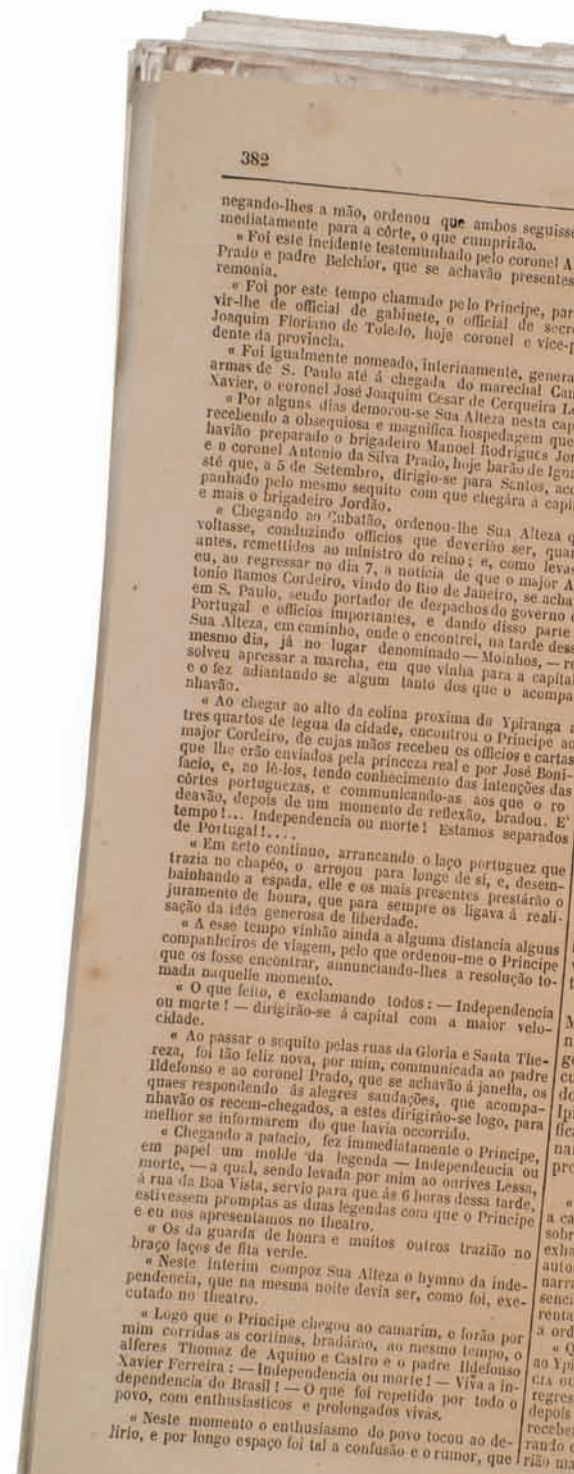 382
negando-lhes a mão, ordenou que ambos seguisse
mediatamente para a côrte, o que cumprirão.
« Foi este incidente testemunhado pelo coronel A
Prado e padre Belchior, que se achavão presentes
remonia.
« Foi por este tempo chamado pelo Principe, par
vir-lhe de official de gabinete, o official de secre
Joaquim Floriano de Toledo, hoje coronel e vice-p
dente da provincia.
« Foi igualmente nomeado, interinamente, genera
armas de S. Paulo até á chegada do marechal Can
Xavier, o coronel José Joaquim Cesar de Cerqueira Le
« Por alguns dias demorou-se Sua Alteza nesta cap
recebendo a obsequiosa e magnifica hospedagem que
havião preparado o brigadeiro Manoel Rodrigues Jor
e o coronel Antonio da Silva Prado, hoje barão de Igua
sté que, a 5 de Setembro, dirigio-se para Santos, aco
panhado pelo mesmo sequito com que chegára a capi
e mais o brigadeiro Jordão.
« Chegando ao Cubatão, ordenou-lhe Sua Alteza q
voltasse, conduzindo officios que deverião ser, quan
antes, remettidos ao ministro do reino; e, como levas
eu, ao regressar no dia 7, a noticia de que o major A
tonio Ramos Cordeiro, vindo do Rio de Janeiro, se acha
em S. Paulo, sendo portador de despachos do governo d
Portugal e officios importantes, e dando disso parte
Sua Alteza, em caminho, onde o encontrei, na tarde dess
mesmo dia, já no lugar denominado — Moinhos, — re
solveu apressar a marcha, em que vinha para a capital
e o fez adiantando se algum tanto dos que o acompa
nhavão.
« Ao chegar ao alto da colina proxima do Ypiranga a
tres quartos de legua da cidade, encontrou o Principe ao
major Cordeiro, de cujas mãos recebeu os officios e cartas
que lhe erão enviados pela princeza real e por José Boni-
facio, e, ao lê-los, tendo conhecimento das intenções das
côrtes portuguezas, e communicando-as aos que o ro
deavão, depois de um momento de reflexão, bradou. E'
tempo!... Independencia ou morte! Estamos separados
de Portugal!....
« Em acto continuo, arrancando o laço portuguez que
trazia no chapéo, o arrojou para longe de si, e, desem-
bainhando a espada, elle e os mais presentes prestárão o
juramento de honra, que para sempre os ligava á reali-
sação da idéa generosa de liberdade.
« A esse tempo vinhão ainda a alguma distancia alguns
companheiros de viagem, pelo que ordenou-me o Principe
que os fosse encontrar, annunciando-lhes a resolução to-
mada naquelle momento.
« O que feito, e exclamando todos: — Independencia
ou morte! — dirigirão-se á capital com a maior velo-
cidade.
« Ao passar o sequito pelas ruas da Gloria e Santa The-
reza, foi tão feliz nova, por mim, communicada ao padre
Ildefonso e ao coronel Prado, que se achavão á janella, os
quaes respondendo ás alegres saudações, que acompa-
nhavão os recem-chegados, a estes dirigirão-se logo, para
melhor se informarem do que havia occorrido.
« Chegando a palacio, fez immediatamente o Principe,
em papel um molde da legenda — Independencia ou
morte, — a qual, sendo levada por mim ao ourives Lessa,
á rua da Boa Vista, servio para que ás 6 horas dessa tarde,
estivessem promptas as duas legendas com que o Principe
e eu nos apresentamos no theatro.
« Os da guarda de honra e muitos outros trazião no
braço laços de fita verde.
« Neste interim compoz Sua Alteza o hymno da inde-
pendencia, que na mesma noite devia ser, como foi, exe-
cutado no theatro.
« Logo que o Principe chegou ao camarim, e forão por
mim corridas as cortinas, bradárão, ao mesmo tempo, o
alferes Thomaz de Aquino e Castro e o padre Ildefonso
Xavier Ferreira: — Independencia ou morte! — Viva a in-
dependencia do Brasil! — O que foi repetido por todo o
povo, com enthusiasticos e prolongados vivas.
« Neste momento o enthusiasmo do povo tocou ao de-
lirio, e por longo espaço foi tal a confusão e o rumor, que
a ca
sobr
exha
auto
narra
senci
renta
a ord
« Q
ao Ypi
cia ou
regres
depois
receber
rando
rião ma